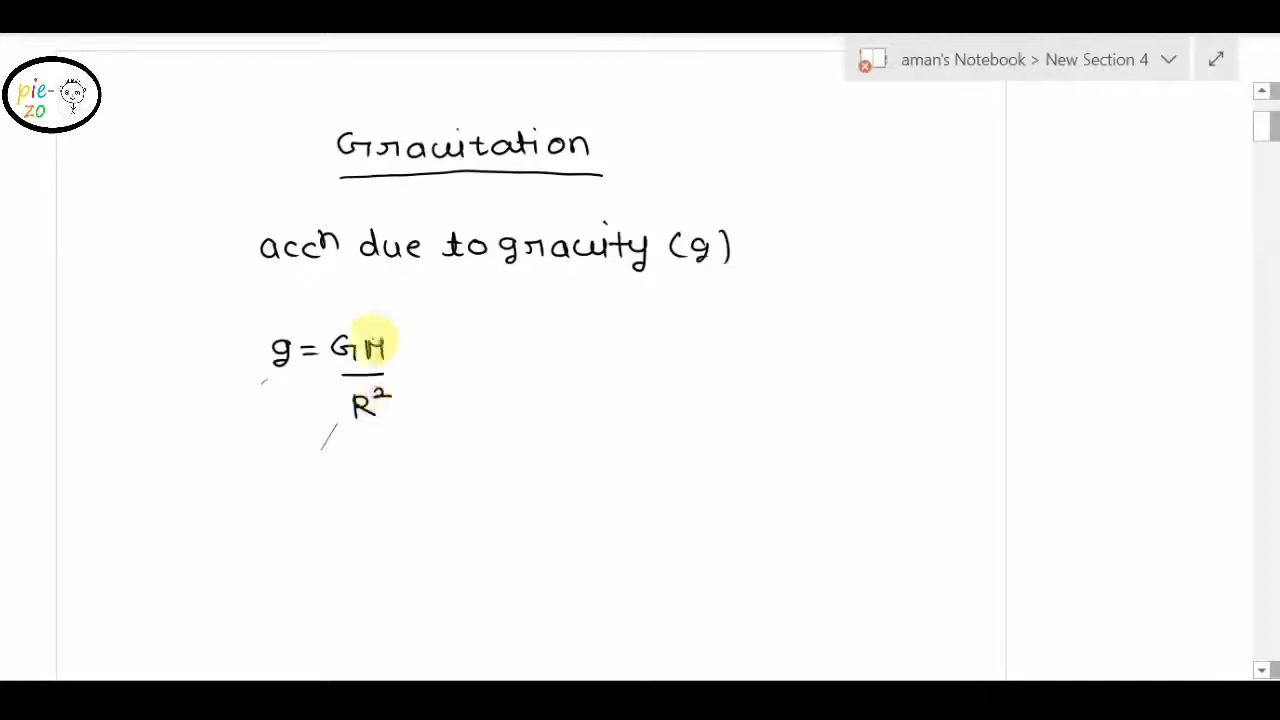 pie-
zo
aman's Notebook > New Section 4
Gravitation
accn due to gravity (g)
g = GM
R²